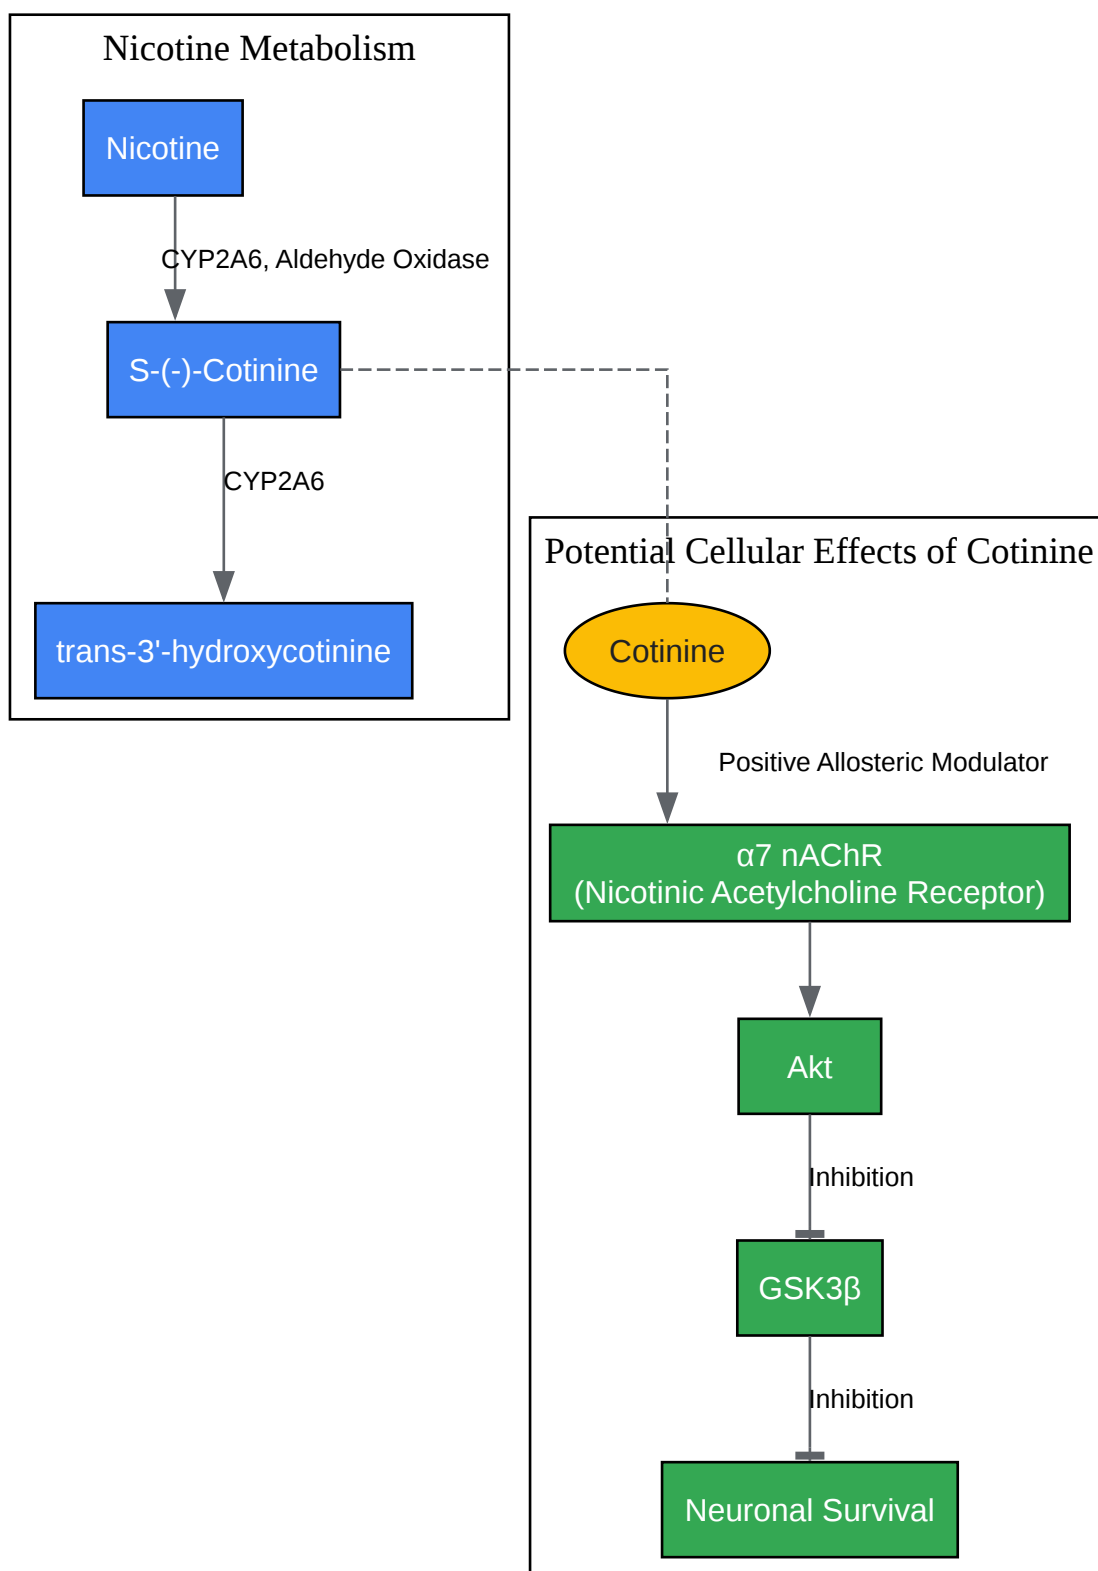 Nicotine Metabolism
Nicotine
CYP2A6, Aldehyde Oxidase
S-(-)-Cotinine
CYP2A6
trans-3'-hydroxycotinine
Potential Cellular Effects of Cotinine
Cotinine
Positive Allosteric Modulator
α7 nAChR
(Nicotinic Acetylcholine Receptor)
Akt
Inhibition
GSK3β
Inhibition
Neuronal Survival